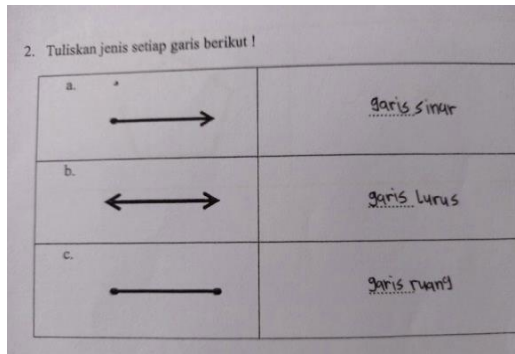 2. Tuliskan jenis setiap garis berikut !
a.
garis sinar
b.
garis lurus
c.
garis ruang